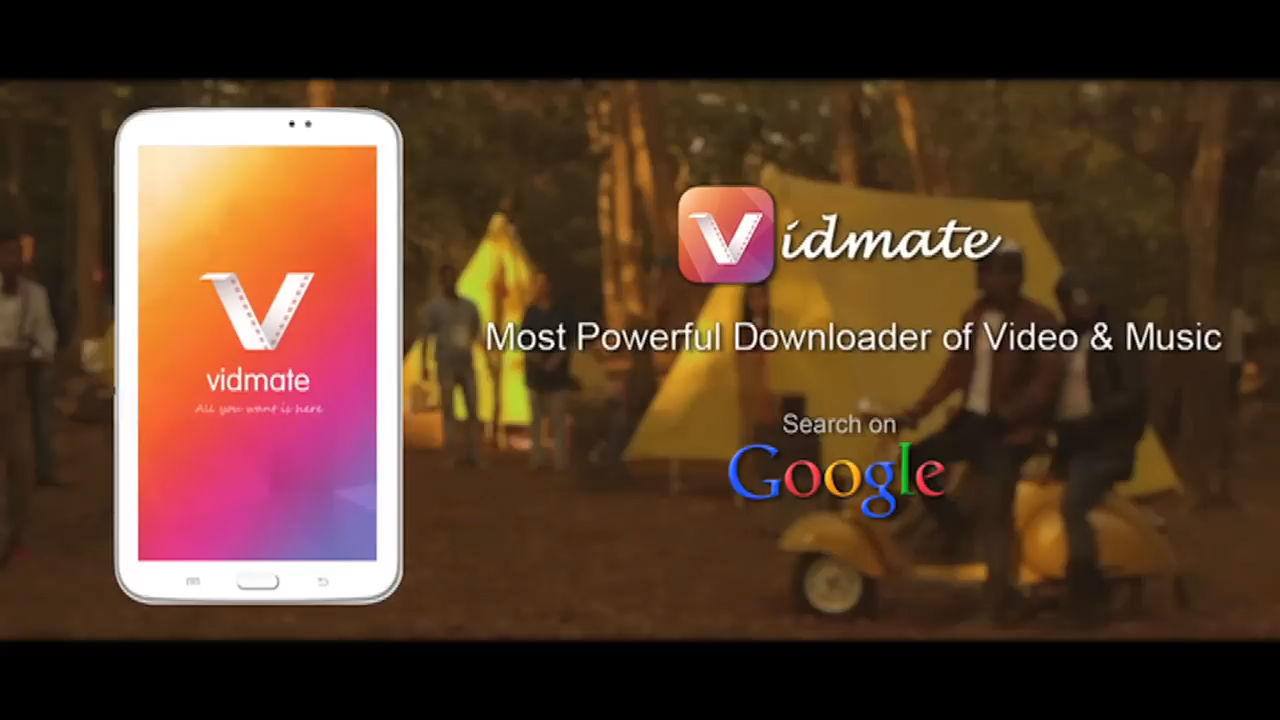 vidmate
All you want is here
Vidmate
Most Powerful Downloader of Video & Music
Search on
Google